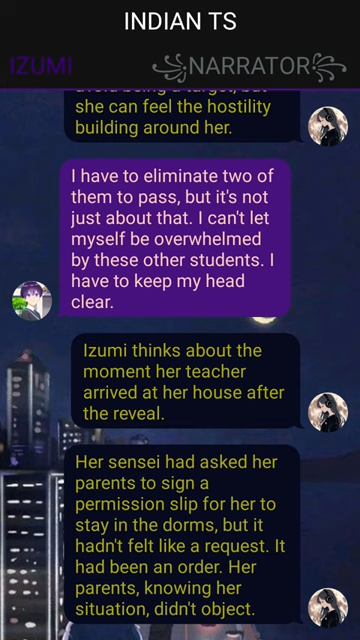 INDIAN TS
IZUMI
NARRATOR
she can feel the hostility
building around her.
I have to eliminate two of
them to pass, but it's not
just about that. I can't let
myself be overwhelmed
by these other students. I
have to keep my head
clear.
Izumi thinks about the
moment her teacher
arrived at her house after
the reveal.
Her sensei had asked her
parents to sign a
permission slip for her to
stay in the dorms, but it
hadn't felt like a request. It
had been an order. Her
parents, knowing her
situation, didn't object.